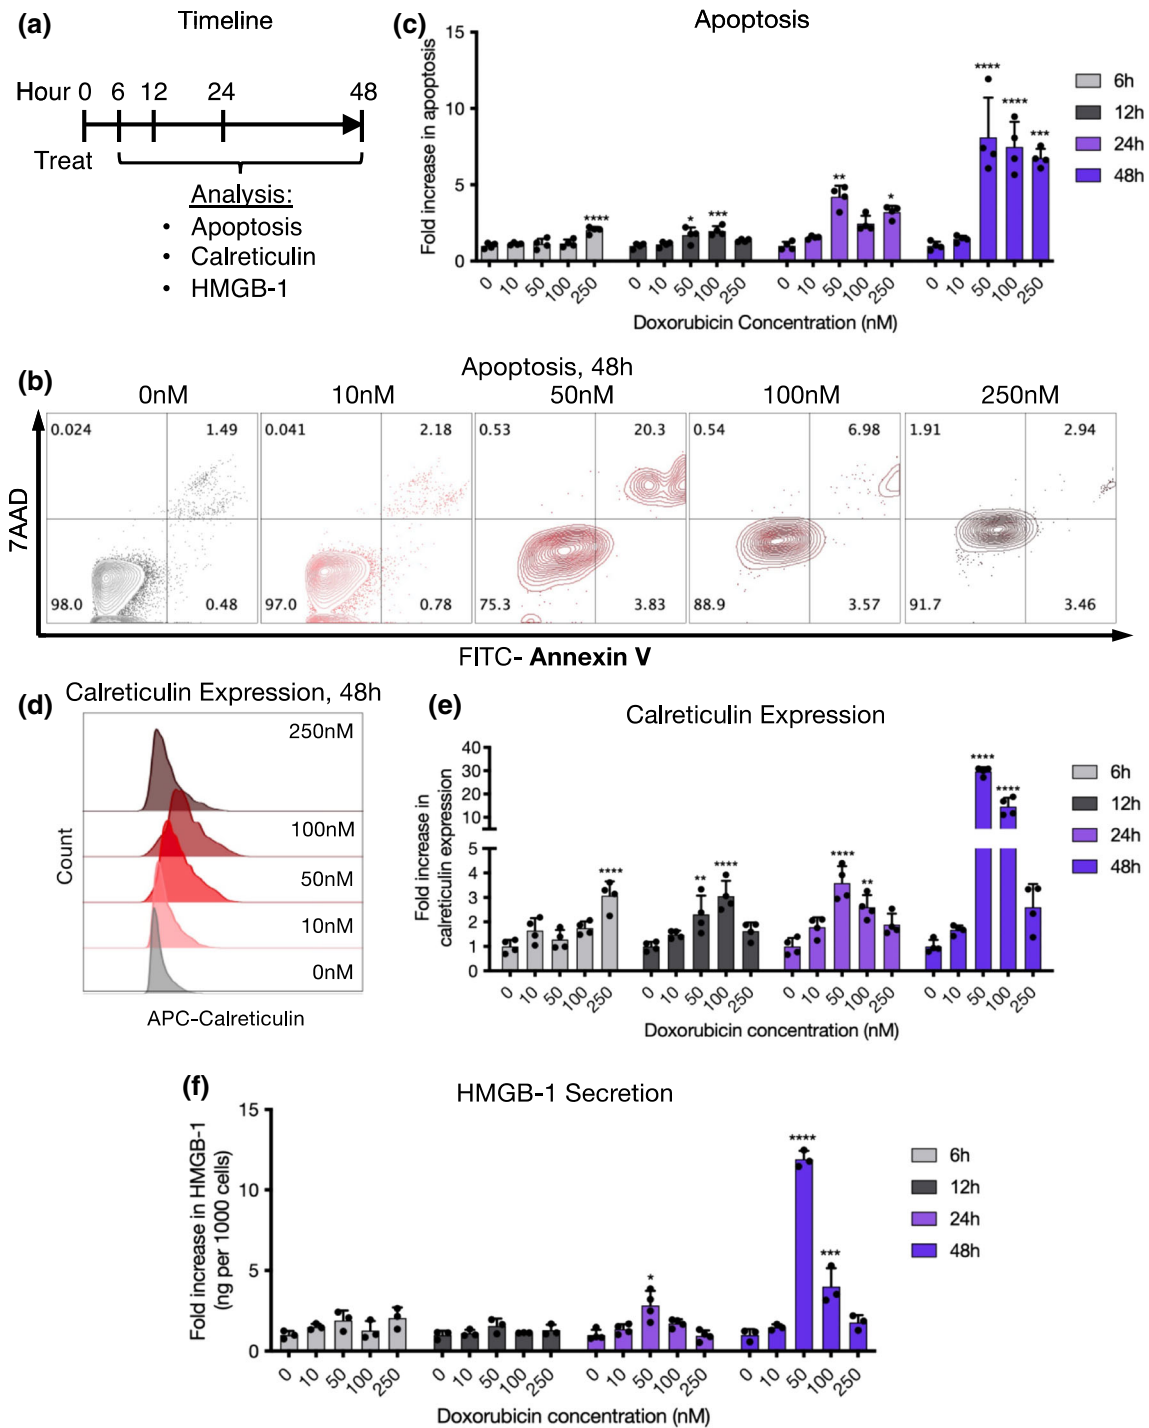 (a) Timeline
Hour 0 6 12 24 48
Treat
Analysis:
• Apoptosis
• Calreticulin
• HMGB-1
(c) Apoptosis
Fold increase in apoptosis
15
10
5
0
**** * *** ** * **** **** ***
0 10 50 100 250 0 10 50 100 250 0 10 50 100 250 0 10 50 100 250
Doxorubicin Concentration (nM)
6h
12h
24h
48h
(b) Apoptosis, 48h
0nM 10nM 50nM 100nM 250nM
0.024 1.49 0.041 2.18 0.53 20.3 0.54 6.98 1.91 2.94
98.0 0.48 97.0 0.78 75.3 3.83 88.9 3.57 91.7 3.46
7AAD
FITC- Annexin V
(d) Calreticulin Expression, 48h
250nM
100nM
50nM
10nM
0nM
Count
APC-Calreticulin
(e) Calreticulin Expression
Fold increase in
calreticulin expression
40
30
20
10
5
4
3
2
1
0
**** ** **** **** ** **** ****
0 10 50 100 250 0 10 50 100 250 0 10 50 100 250 0 10 50 100 250
Doxorubicin concentration (nM)
6h
12h
24h
48h
(f) HMGB-1 Secretion
Fold increase in HMGB-1
(ng per 1000 cells)
15
10
5
0
* **** ***
0 10 50 100 250 0 10 50 100 250 0 10 50 100 250 0 10 50 100 250
Doxorubicin concentration (nM)
6h
12h
24h
48h